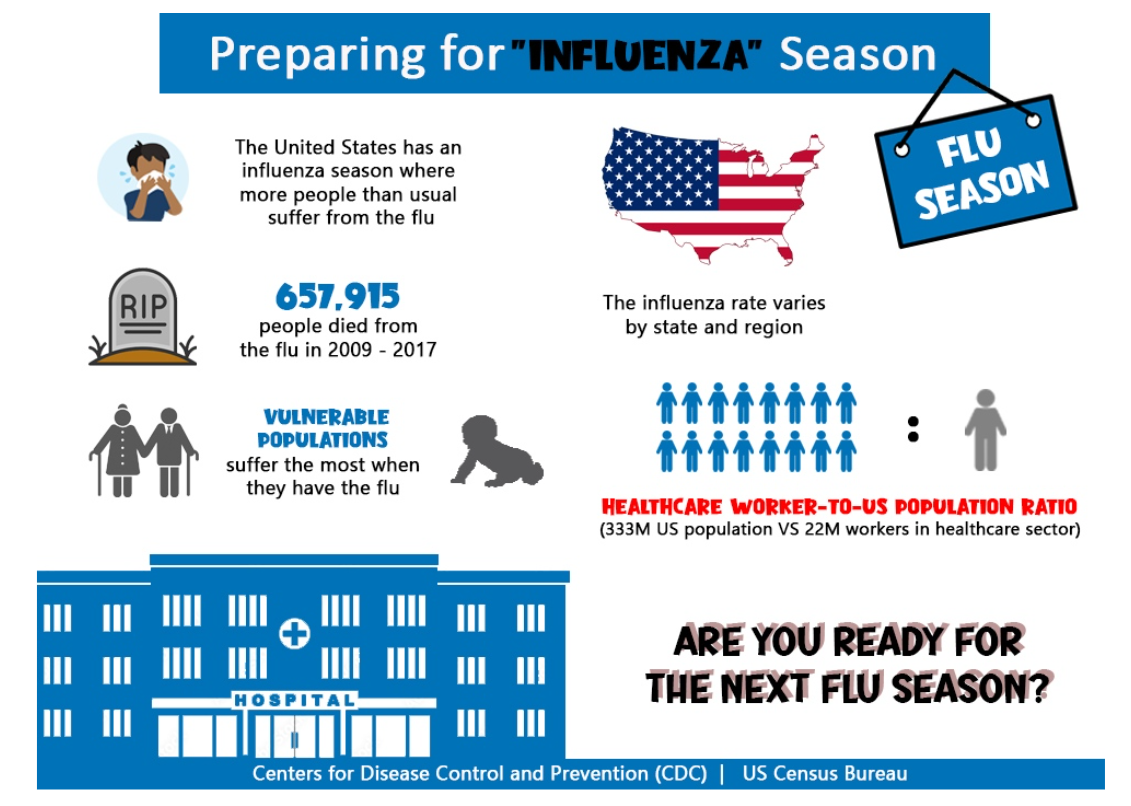 Preparing for "INFLUENZA" Season
FLU
SEASON
The United States has an
influenza season where
more people than usual
suffer from the flu
RIP
657,915
people died from
the flu in 2009 - 2017
The influenza rate varies
by state and region
VULNERABLE
POPULATIONS
suffer the most when
they have the flu
:
HEALTHCARE WORKER-TO-US POPULATION RATIO
(333M US population VS 22M workers in healthcare sector)
HOSPITAL
ARE YOU READY FOR
THE NEXT FLU SEASON?
Centers for Disease Control and Prevention (CDC) | US Census Bureau